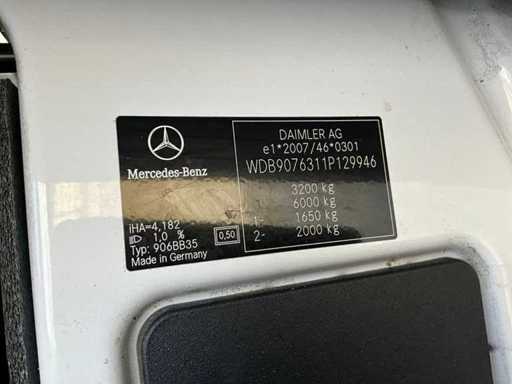 DAIMLER AG
e1*2007/46*0301
WDB9076311P129946
Mercedes-Benz
3200 kg
6000 kg
1- 1650 kg
2- 2000 kg
iHA=4,182
1,0 %
0,50
Typ: 906BB35
Made in Germany